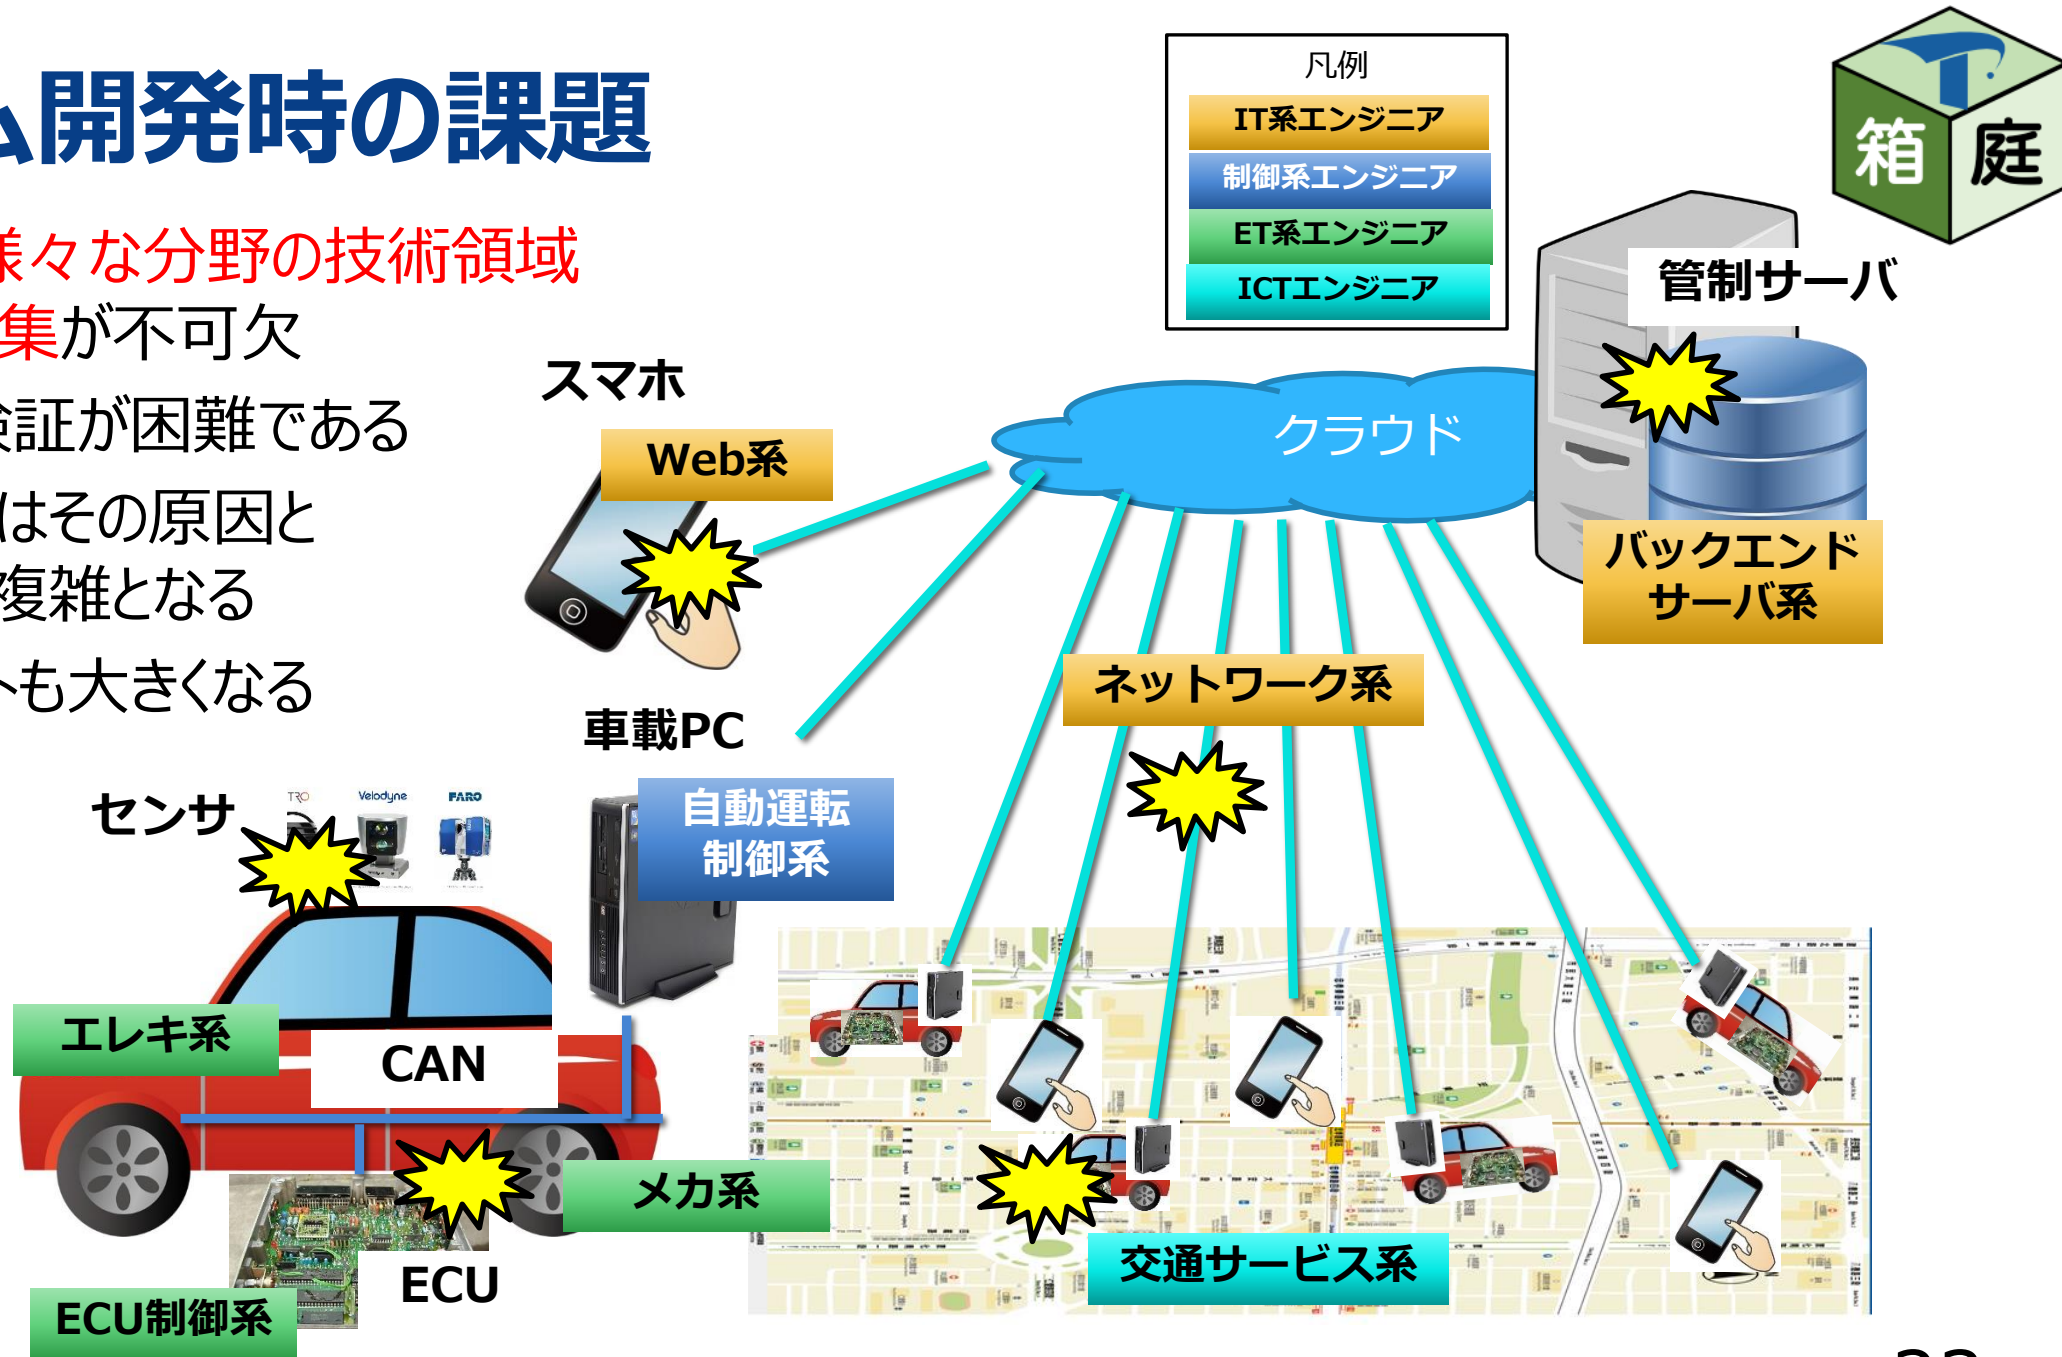 ム開発時の課題
様々な分野の技術領域
集が不可欠
検証が困難である
はその原因と
複雑となる
トも大きくなる
凡例
IT系エンジニア
制御系エンジニア
ET系エンジニア
ICTエンジニア
箱庭
管制サーバ
スマホ
Web系
クラウド
バックエンド
サーバ系
ネットワーク系
車載PC
自動運転
制御系
センサ
Velodyne
FARO
エレキ系
CAN
メカ系
ECU
ECU制御系
交通サービス系